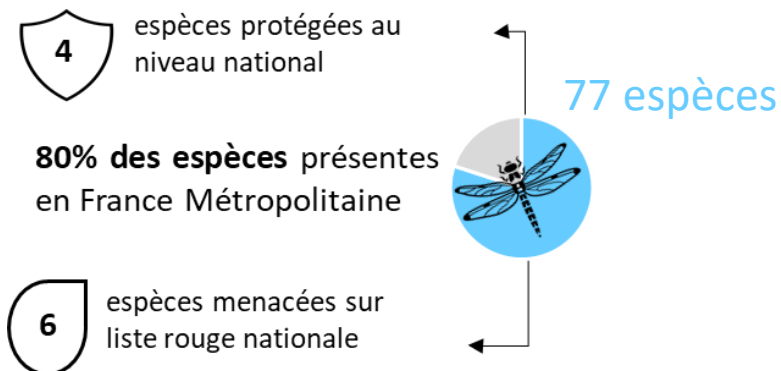 4
espèces protégées au
niveau national
77 espèces
80% des espèces présentes
en France Métropolitaine
6
espèces menacées sur
liste rouge nationale